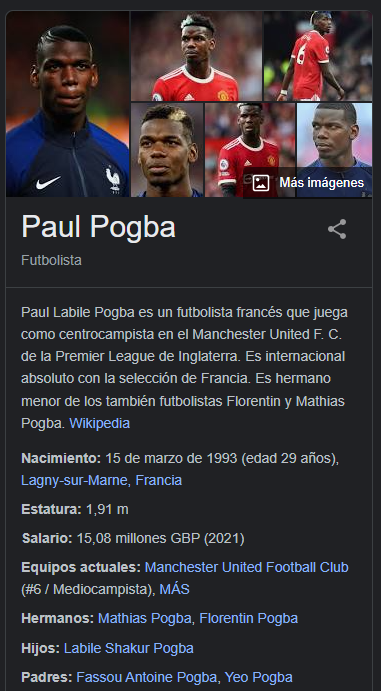 Más imágenes
Paul Pogba
Futbolista
Paul Labile Pogba es un futbolista francés que juega
como centrocampista en el Manchester United F. C.
de la Premier League de Inglaterra. Es internacional
absoluto con la selección de Francia. Es hermano
menor de los también futbolistas Florentin y Mathias
Pogba. Wikipedia
Nacimiento: 15 de marzo de 1993 (edad 29 años),
Lagny-sur-Marne, Francia
Estatura: 1,91 m
Salario: 15,08 millones GBP (2021)
Equipos actuales: Manchester United Football Club
(#6 / Mediocampista), MÁS
Hermanos: Mathias Pogba, Florentin Pogba
Hijos: Labile Shakur Pogba
Padres: Fassou Antoine Pogba, Yeo Pogba